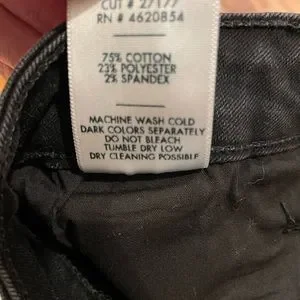 CUT # 27177
RN # 4620854
75% COTTON
23% POLYESTER
2% SPANDEX
MACHINE WASH COLD
DARK COLORS SEPARATELY
DO NOT BLEACH
TUMBLE DRY LOW
DRY CLEANING POSSIBLE